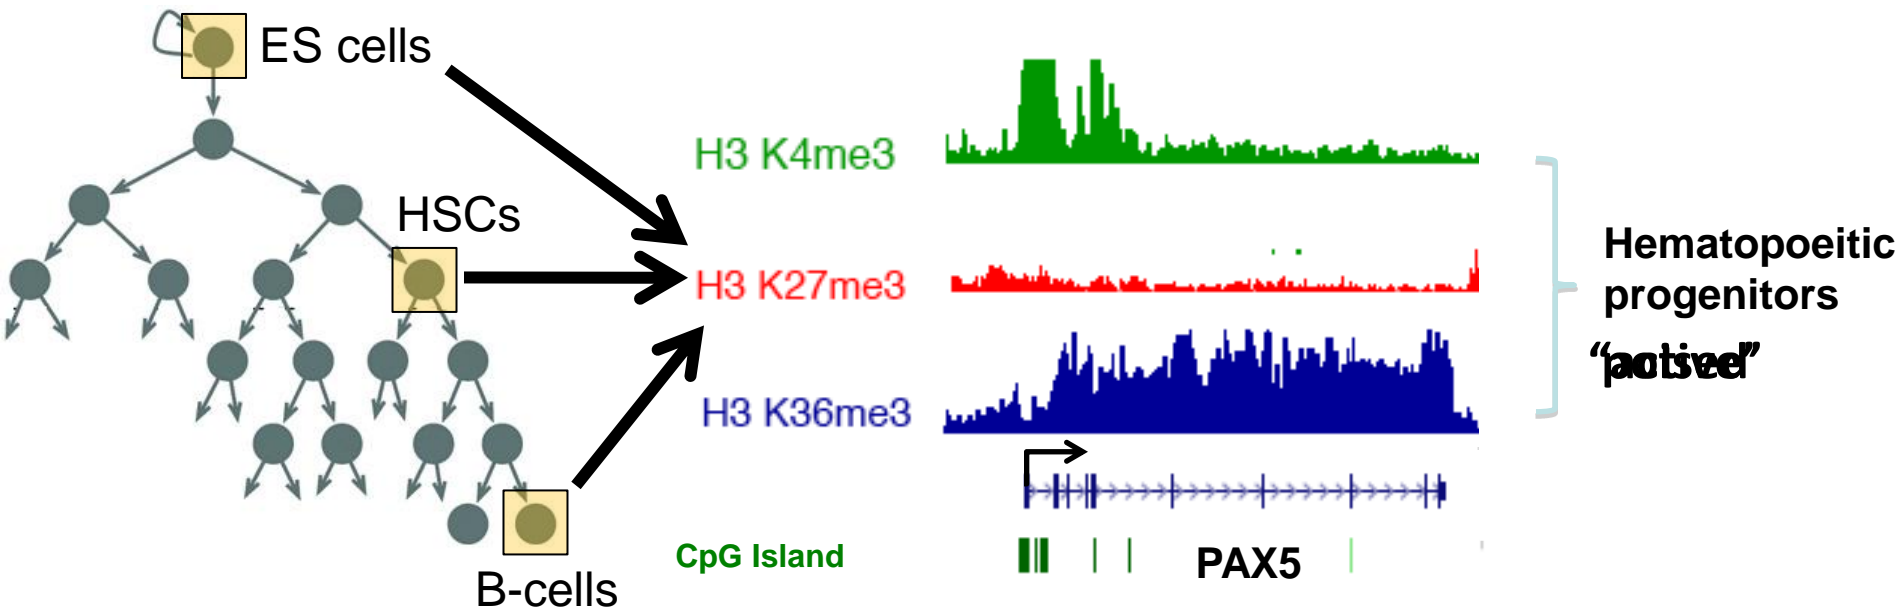 ES cells
HSCs
B-cells
H3 K4me3
H3 K27me3
H3 K36me3
CpG Island
PAX5
Hematopoeitic
progenitors